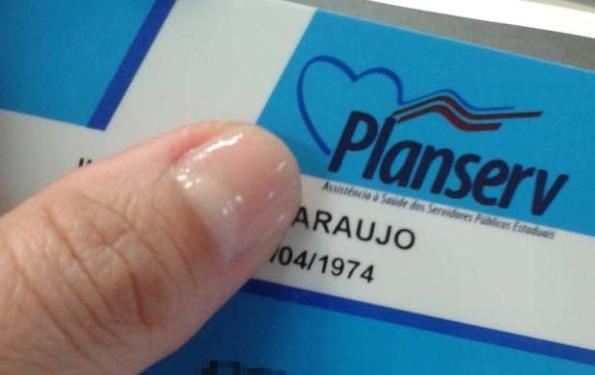 Planserv
Assistência à Saúde dos Servidores Públicos Estaduais
ARAUJO
/04/1974